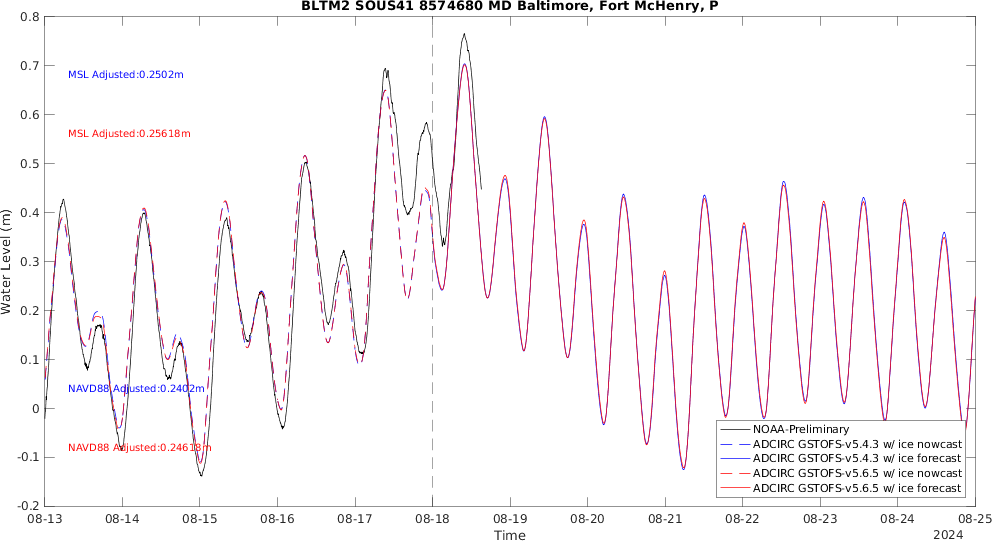 BLTM2 SOUS41 8574680 MD Baltimore, Fort McHenry, P
0.8
0.7
MSL Adjusted:0.2502m
0.6
MSL Adjusted:0.25618m
0.5
0.4
Water Level (m)
0.3
0.2
0.1
NAVD88 Adjusted:0.2402m
0
NAVD88 Adjusted:0.24618m
-0.1
-0.2
NOAA-Preliminary
ADCIRC GSTOFS-v5.4.3 w/ ice nowcast
ADCIRC GSTOFS-v5.4.3 w/ ice forecast
ADCIRC GSTOFS-v5.6.5 w/ ice nowcast
ADCIRC GSTOFS-v5.6.5 w/ ice forecast
08-13 08-14 08-15 08-16 08-17 08-18 08-19 08-20 08-21 08-22 08-23 08-24 08-25
Time
2024